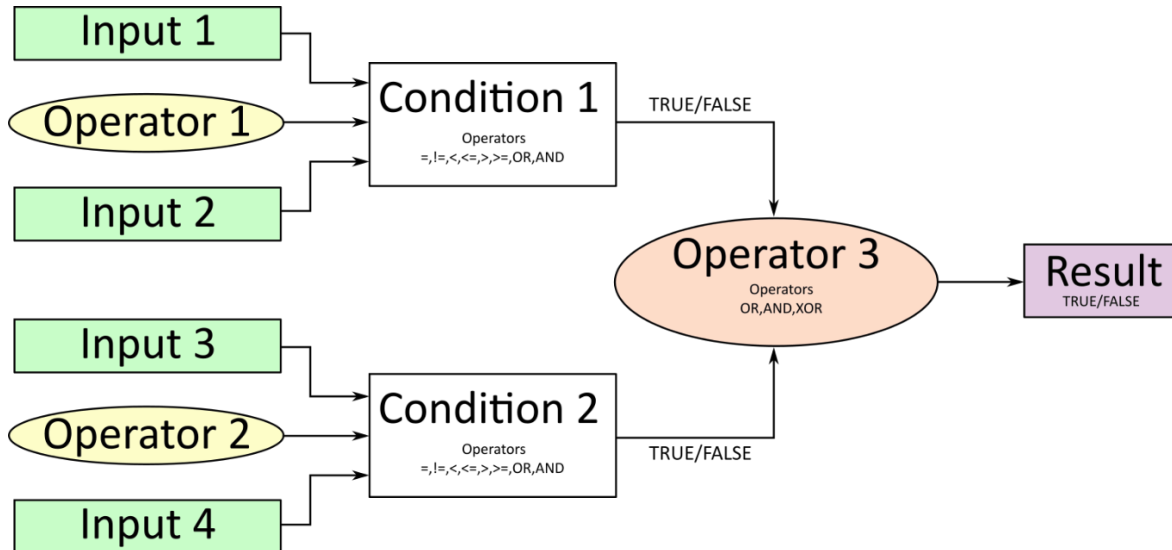 Input 1
Operator 1
Input 2
Condition 1
Operators
=,!=,<,<=,>,>=,OR,AND
TRUE/FALSE
Input 3
Operator 2
Input 4
Condition 2
Operators
=,!=,<,<=,>,>=,OR,AND
TRUE/FALSE
Operator 3
Operators
OR,AND,XOR
Result
TRUE/FALSE